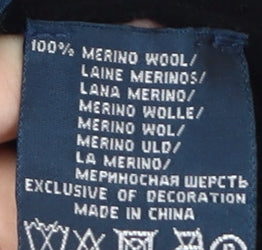 100% MERINO WOOL/
LAINE MERINOS/
LANA MERINO/
MERINO WOLLE/
MERINO WOL/
MERINO ULD/
LA MERINO/
МЕРИНОСНАЯ ШЕРСТЬ
EXCLUSIVE OF DECORATION
MADE IN CHINA